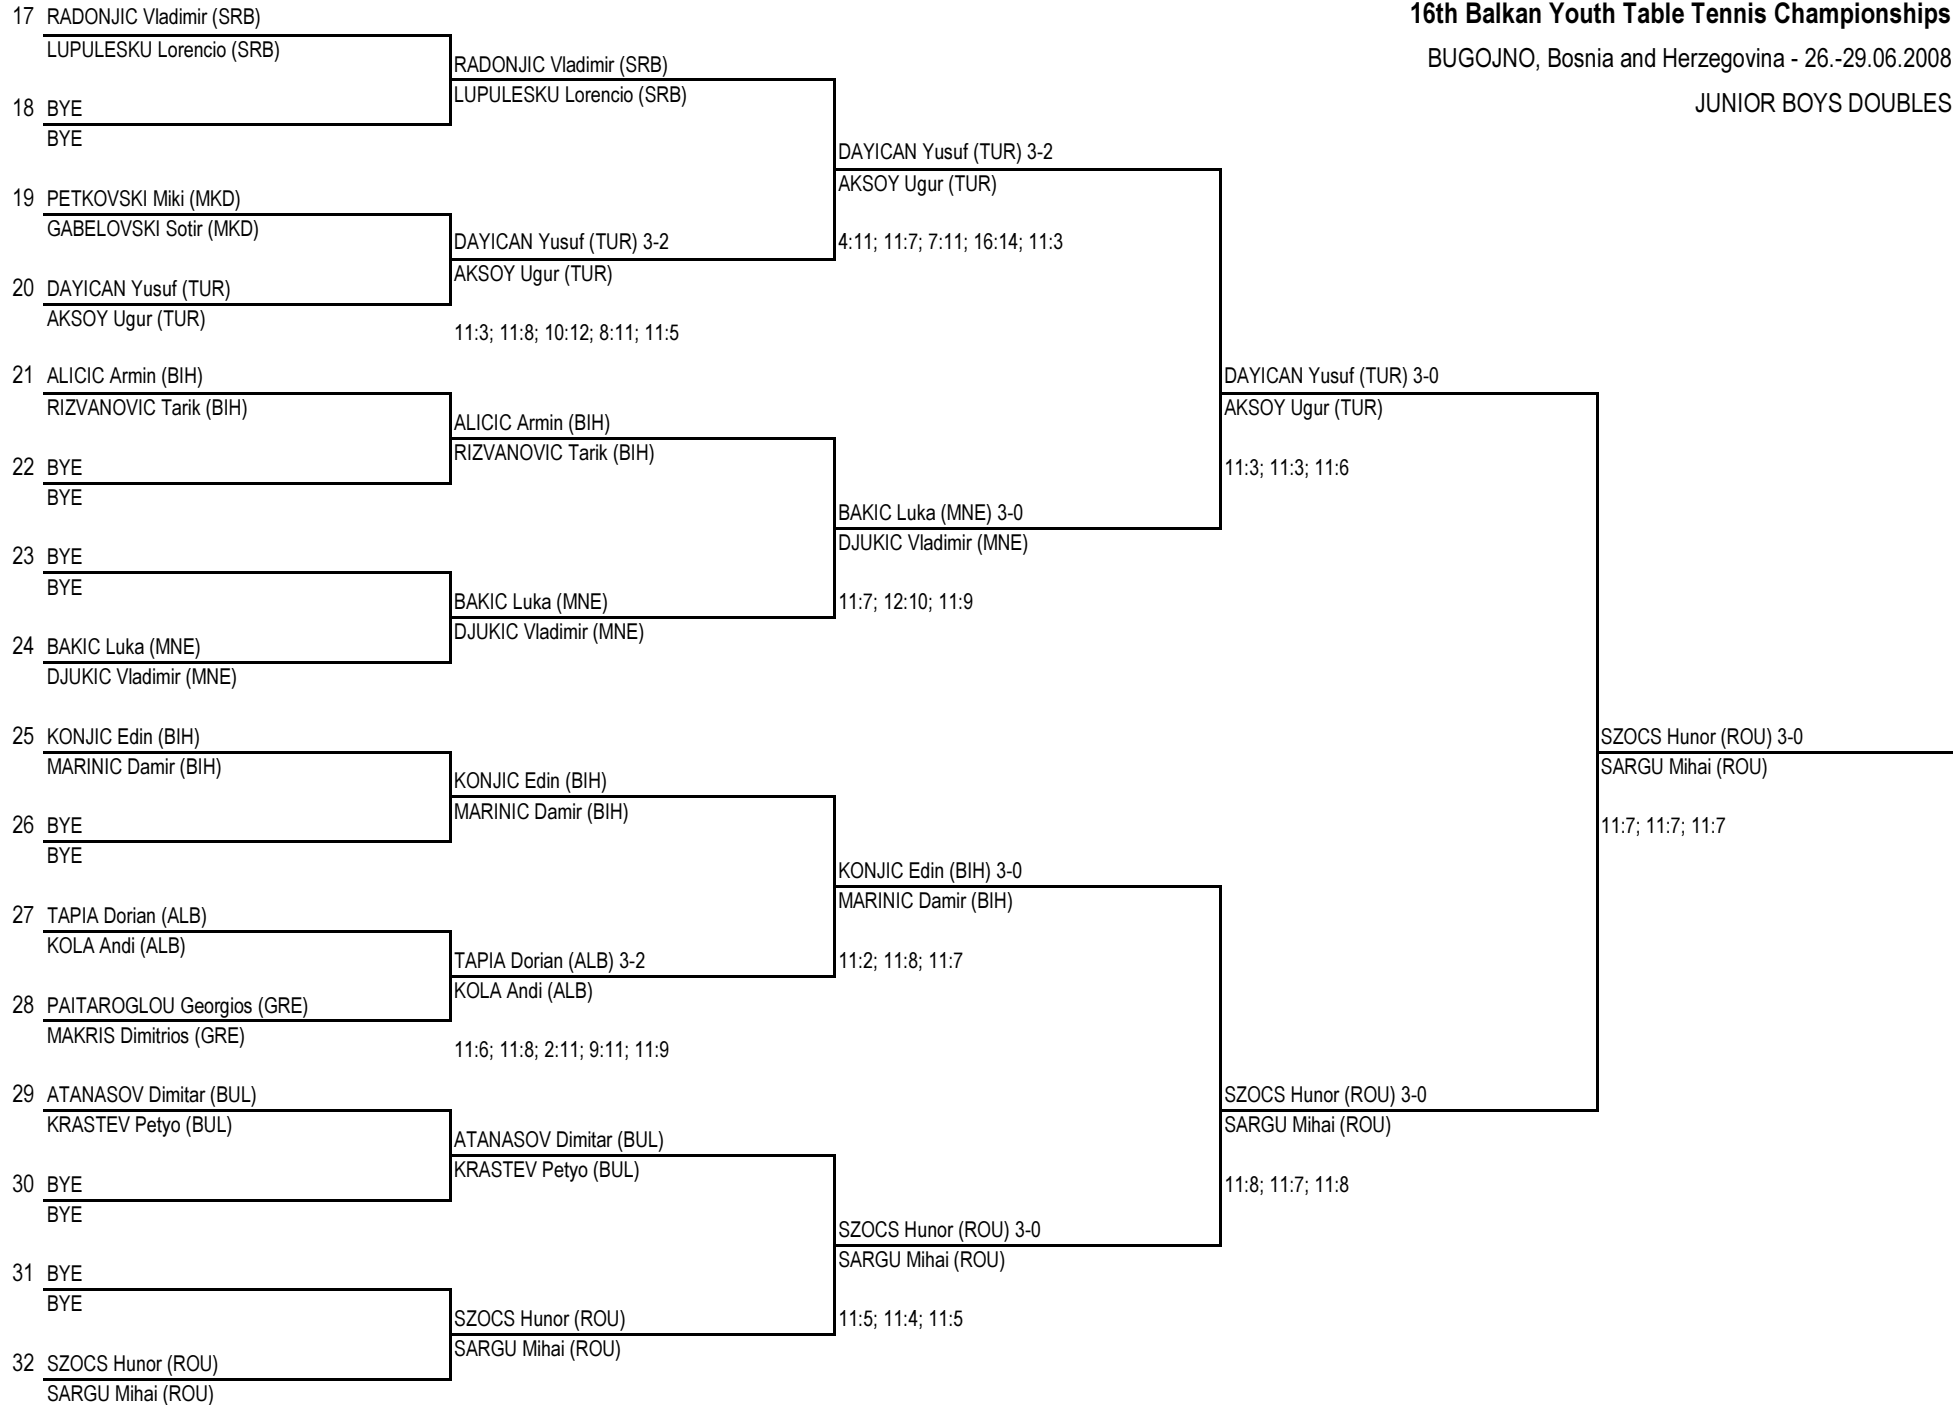 16th Balkan Youth Table Tennis Championships
BUGOJNO, Bosnia and Herzegovina - 26.-29.06.2008
JUNIOR BOYS DOUBLES
17 RADONJIC Vladimir (SRB)
LUPULESKU Lorencio (SRB)
18 BYE
BYE
19 PETKOVSKI Miki (MKD)
GABELOVSKI Sotir (MKD)
20 DAYICAN Yusuf (TUR)
AKSOY Ugur (TUR)
21 ALICIC Armin (BIH)
RIZVANOVIC Tarik (BIH)
22 BYE
BYE
23 BYE
BYE
24 BAKIC Luka (MNE)
DJUKIC Vladimir (MNE)
25 KONJIC Edin (BIH)
MARINIC Damir (BIH)
26 BYE
BYE
27 TAPIA Dorian (ALB)
KOLA Andi (ALB)
28 PAITAROGLOU Georgios (GRE)
MAKRIS Dimitrios (GRE)
29 ATANASOV Dimitar (BUL)
KRASTEV Petyo (BUL)
30 BYE
BYE
31 BYE
BYE
32 SZOCS Hunor (ROU)
SARGU Mihai (ROU)
RADONJIC Vladimir (SRB)
LUPULESKU Lorencio (SRB)
DAYICAN Yusuf (TUR) 3-2
AKSOY Ugur (TUR)
11:3; 11:8; 10:12; 8:11; 11:5
ALICIC Armin (BIH)
RIZVANOVIC Tarik (BIH)
BAKIC Luka (MNE)
DJUKIC Vladimir (MNE)
KONJIC Edin (BIH)
MARINIC Damir (BIH)
TAPIA Dorian (ALB) 3-2
KOLA Andi (ALB)
11:6; 11:8; 2:11; 9:11; 11:9
ATANASOV Dimitar (BUL)
KRASTEV Petyo (BUL)
SZOCS Hunor (ROU)
SARGU Mihai (ROU)
DAYICAN Yusuf (TUR) 3-2
AKSOY Ugur (TUR)
4:11; 11:7; 7:11; 16:14; 11:3
BAKIC Luka (MNE) 3-0
DJUKIC Vladimir (MNE)
11:7; 12:10; 11:9
KONJIC Edin (BIH) 3-0
MARINIC Damir (BIH)
11:2; 11:8; 11:7
SZOCS Hunor (ROU) 3-0
SARGU Mihai (ROU)
11:5; 11:4; 11:5
DAYICAN Yusuf (TUR) 3-0
AKSOY Ugur (TUR)
11:3; 11:3; 11:6
SZOCS Hunor (ROU) 3-0
SARGU Mihai (ROU)
11:8; 11:7; 11:8
SZOCS Hunor (ROU) 3-0
SARGU Mihai (ROU)
11:7; 11:7; 11:7